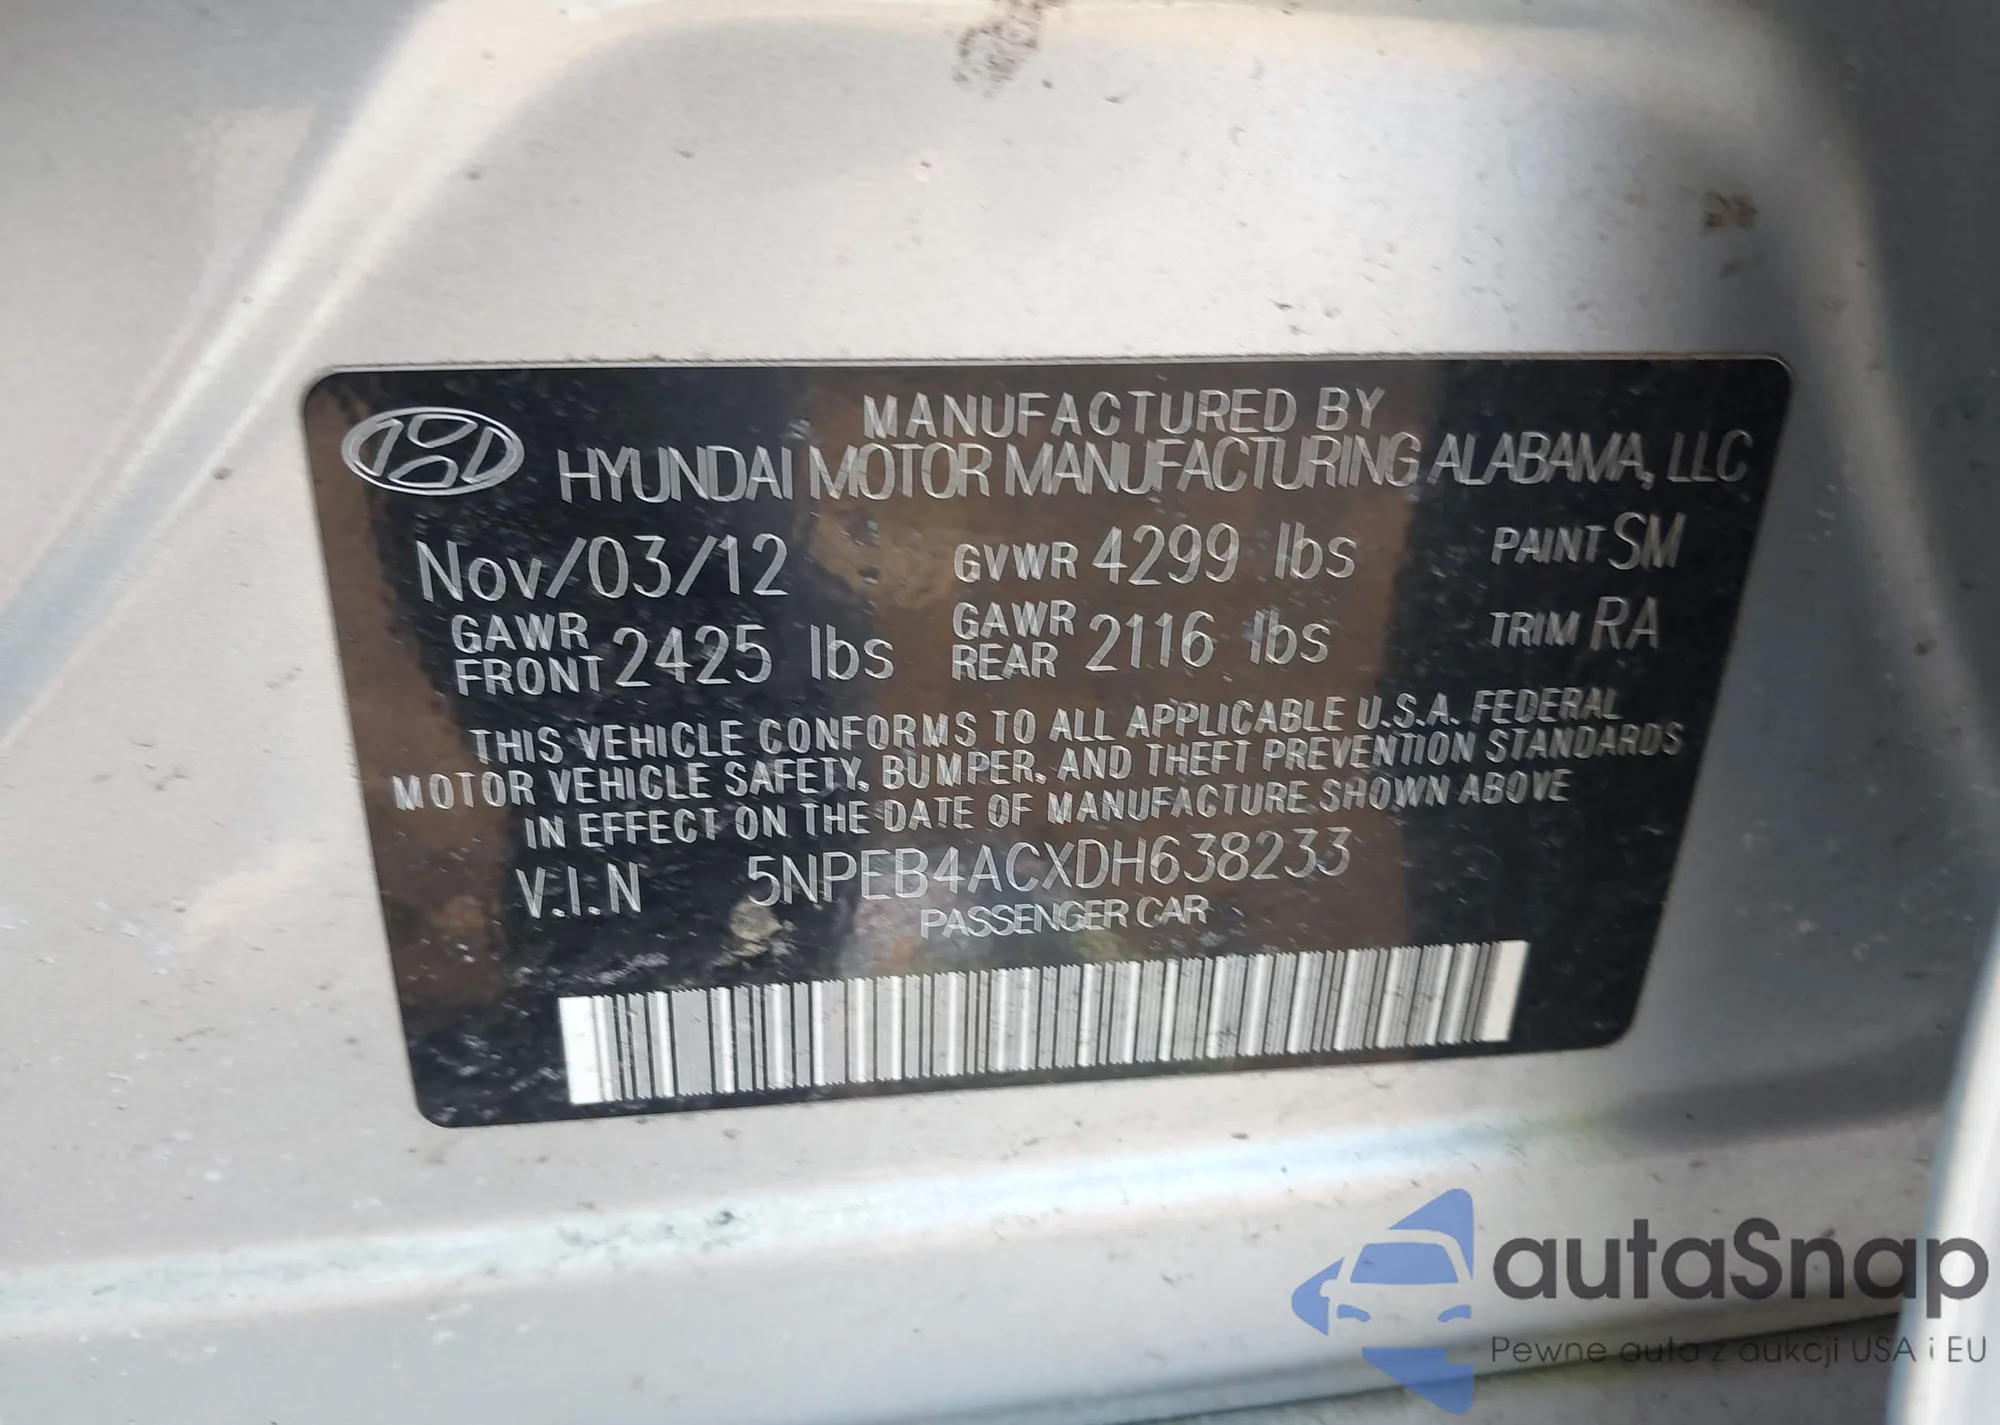 MANUFACTURED BY
HYUNDAI MOTOR MANUFACTURING ALABAMA, LLC
Nov/03/12 GVWR 4299 lbs PAINT SM
GAWR FRONT 2425 lbs GAWR REAR 2116 lbs TRIM RA
THIS VEHICLE CONFORMS TO ALL APPLICABLE U.S.A. FEDERAL
MOTOR VEHICLE SAFETY, BUMPER, AND THEFT PREVENTION STANDARDS
IN EFFECT ON THE DATE OF MANUFACTURE SHOWN ABOVE
V.I.N 5NPEB4ACXDH638233
PASSENGER CAR
autaSnap
Pewne auta z aukcji USA i EU